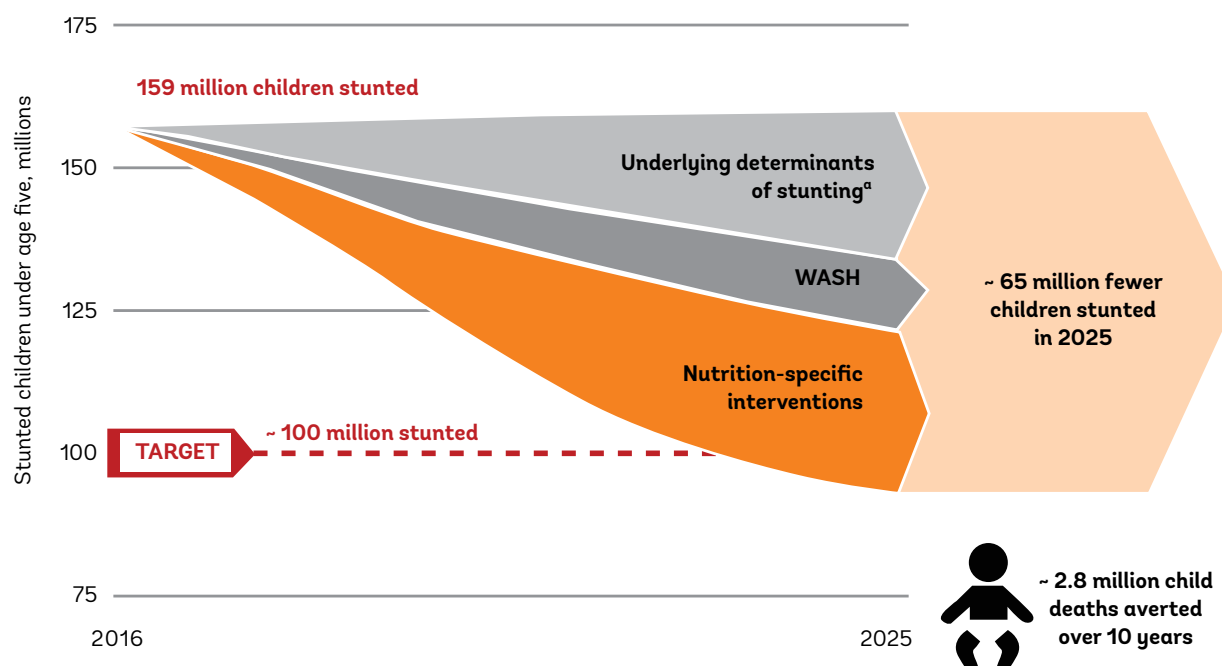 175
159 million children stunted
Stunted children under age five, millions
150
Underlying determinants
of stuntingᵃ
WASH
~ 65 million fewer
children stunted
in 2025
125
Nutrition-specific
interventions
~ 100 million stunted
100
TARGET
75
~ 2.8 million child
deaths averted
over 10 years
2016
2025